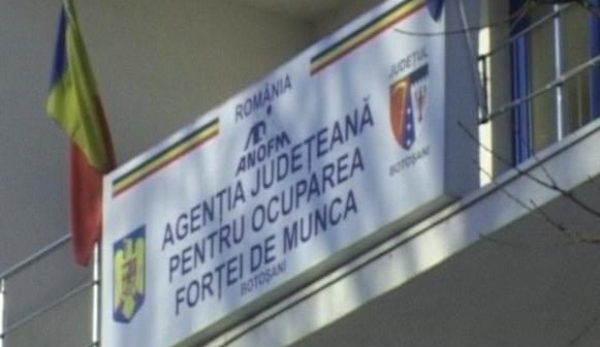 ROMÂNIA
ANOFM
AGENȚIA JUDEȚEANĂ
PENTRU OCUPAREA
FORȚEI DE MUNCA
BOTOȘANI
JUDEȚUL
BOTOȘANI